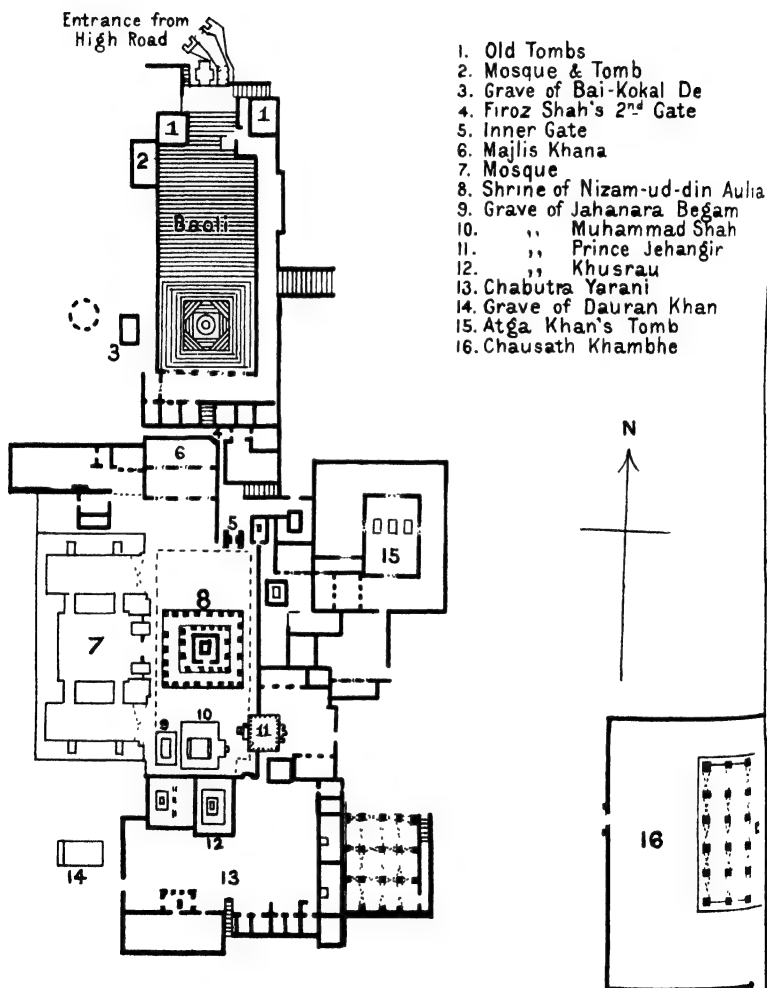 Entrance from
High Road
1. Old Tombs
2. Mosque & Tomb
3. Grave of Bai-Kokal De
4. Firoz Shah's 2nd Gate
5. Inner Gate
6. Majlis Khana
7. Mosque
8. Shrine of Nizam-ud-din Aulia
9. Grave of Jahanara Begam
10. ,, Muhammad Shah
11. ,, Prince Jehangir
12. ,, Khusrau
13. Chabutra Yarani
14. Grave of Dauran Khan
15. Atga Khan's Tomb
16. Chausath Khambhe
1
1
2
Baoli
3
4
N
6
5
15
8
7
10
9
11
12
16
14
13